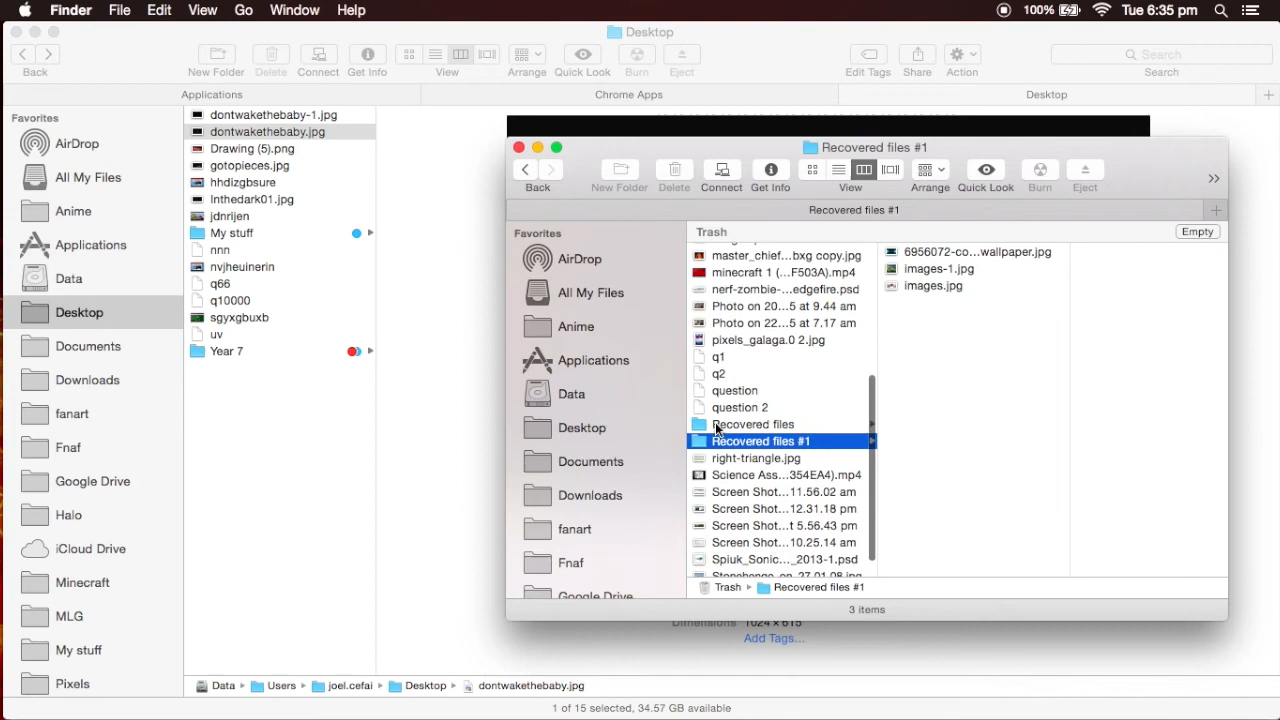 Finder File Edit View Go Window Help 100% Tue 6:35 pm
Desktop
Back New Folder Delete Connect Get Info View Arrange Quick Look Burn Eject Edit Tags Share Action Search
Search
Applications Chrome Apps Desktop
Favorites
AirDrop
All My Files
Anime
Applications
Data
Desktop
Documents
Downloads
fanart
Fnaf
Google Drive
Halo
iCloud Drive
Minecraft
MLG
My stuff
Pixels
dontwakethebaby-1.jpg
dontwakethebaby.jpg
Drawing (5).png
gotopieces.jpg
hhdizgbsure
Inthedark01.jpg
jdnrijen
My stuff
nnn
nvjheuinerin
q66
q10000
sgyxgbuxb
uv
Year 7
Recovered files #1
Back New Folder Delete Connect Get Info View Arrange Quick Look Burn Eject
Recovered files #1
Favorites
AirDrop
All My Files
Anime
Applications
Data
Desktop
Documents
Downloads
fanart
Fnaf
Google Drive
Trash Empty
master_chief...bxg copy.jpg
minecraft 1 (...F503A).mp4
nerf-zombie-...edgefire.psd
Photo on 20...5 at 9.44 am
Photo on 22...5 at 7.17 am
pixels_galaga.0 2.jpg
q1
q2
question
question 2
Recovered files
Recovered files #1
right-triangle.jpg
Science Ass...354EA4).mp4
Screen Shot...11.56.02 am
Screen Shot...12.31.18 pm
Screen Shot...t 5.56.43 pm
Screen Shot...10.25.14 am
Spiuk_Sonic..._2013-1.psd
Stonehenge_on_27.01.08.jpg
6956072-co...wallpaper.jpg
images-1.jpg
images.jpg
Trash Recovered files #1
3 items
Dimensions 1024 × 615
Add Tags...
Data Users joel.cefai Desktop dontwakethebaby.jpg
1 of 15 selected, 34.57 GB available